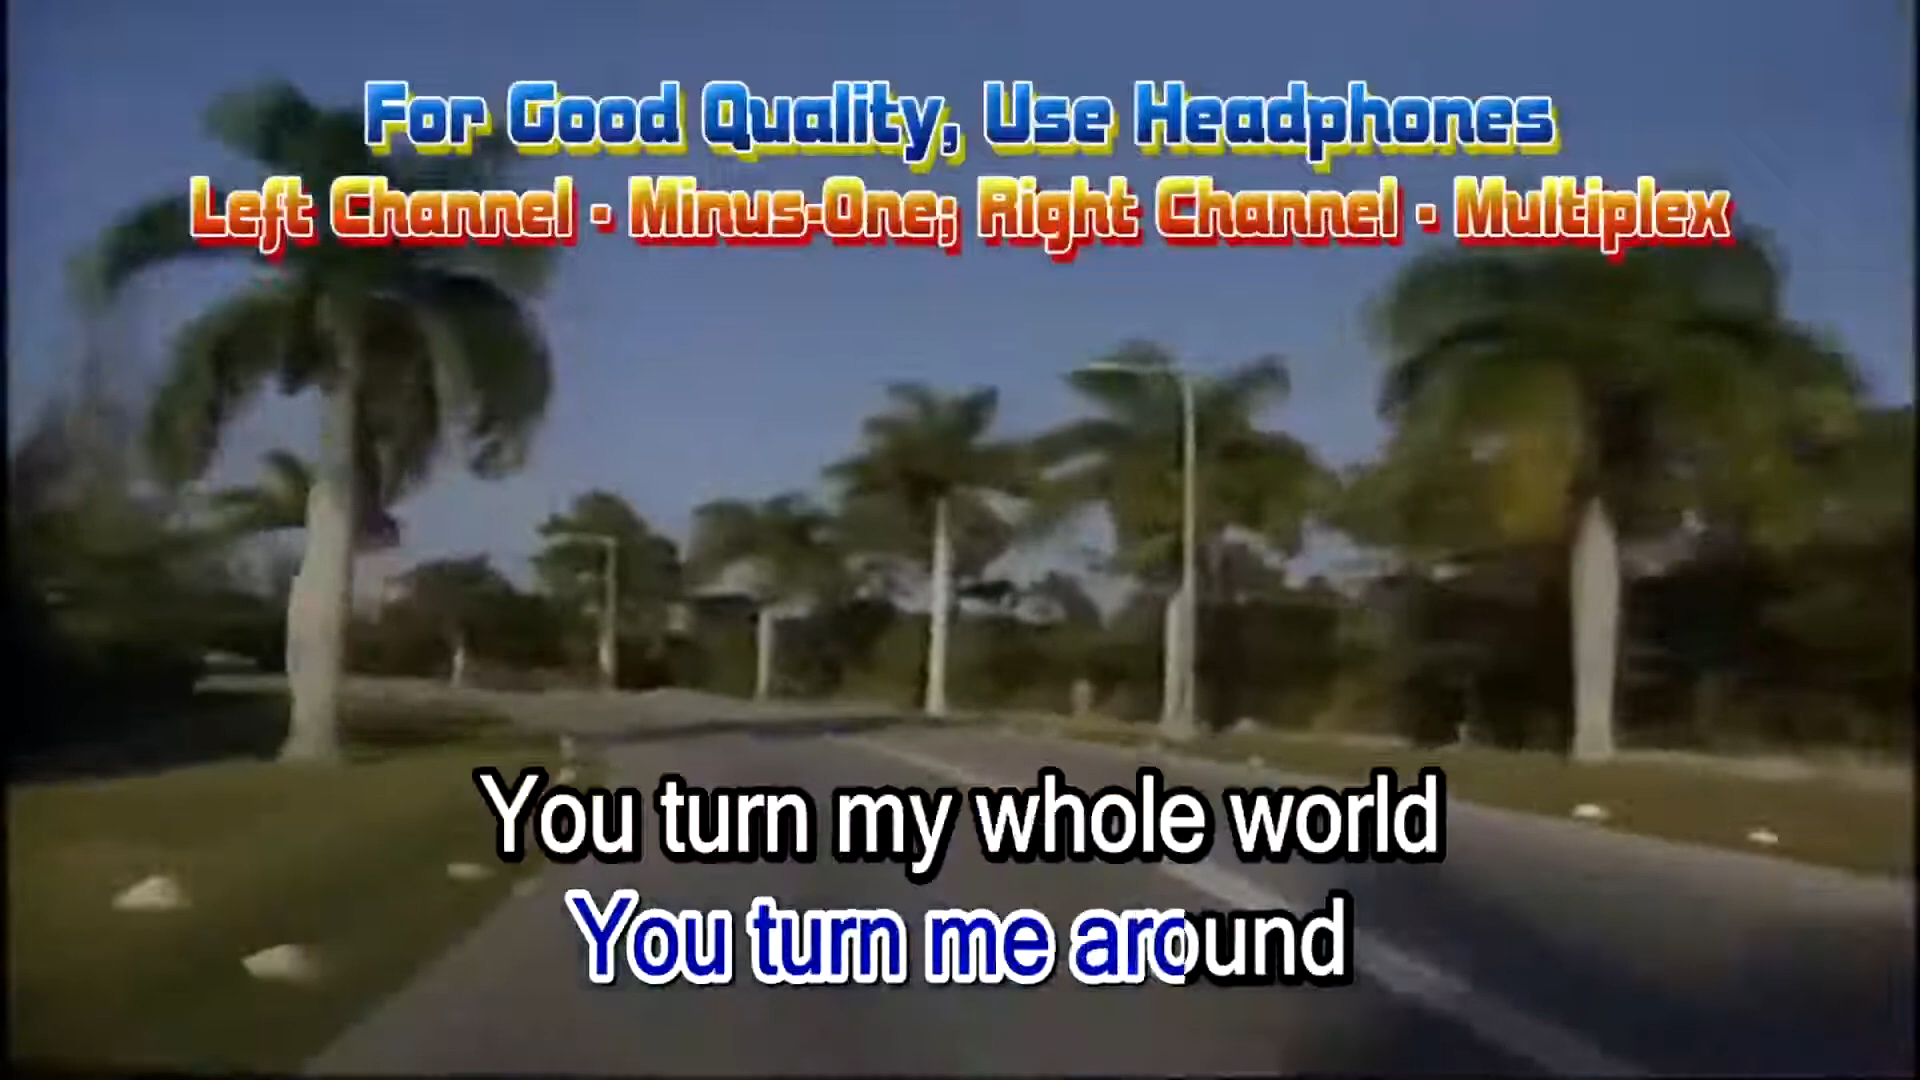 For Good Quality, Use Headphones
Left Channel - Minus-One; Right Channel - Multiplex
You turn my whole world
You turn me around